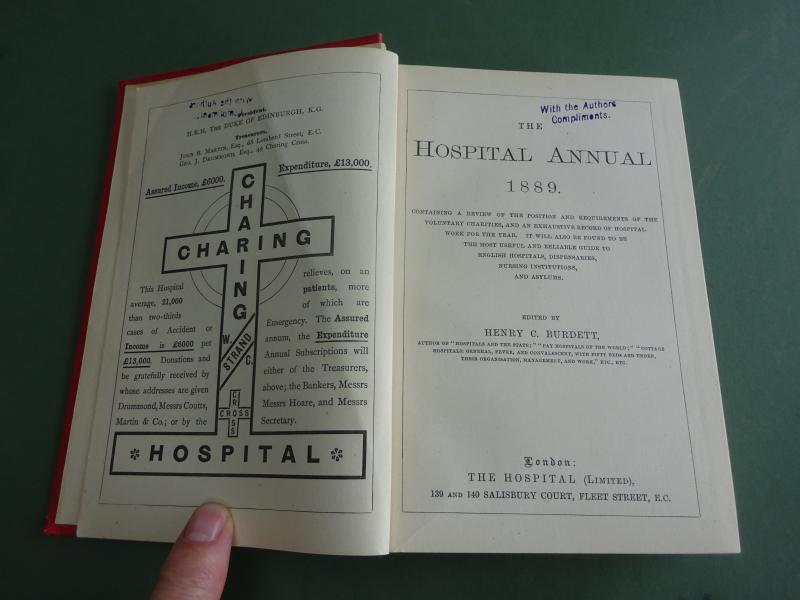 President.
H.R.H. THE DUKE OF EDINBURGH, K.G.
Treasurers.
JOHN B. MARTIN, Esq., 68 Lombard Street, E.C.
GEO. J. DRUMMOND, Esq., 49 Charing Cross.
Assured Income, £6000. Expenditure, £13,000.
CHARING
CHARING
This Hospital relieves, on an
average, 21,000 patients, more
than two-thirds of which are
cases of Accident or Emergency. The Assured
Income is £6000 per annum, the Expenditure
£13,000. Donations and Annual Subscriptions will
be gratefully received by either of the Treasurers,
whose addresses are given above; the Bankers, Messrs
Drummond, Messrs Coutts, Messrs Hoare, and Messrs
Martin & Co.; or by the Secretary.
W. STRAND C.
CROSS
CROSS
HOSPITAL
With the Authors
Compliments.
THE
HOSPITAL ANNUAL
1889.
CONTAINING A REVIEW OF THE POSITION AND REQUIREMENTS OF THE
VOLUNTARY CHARITIES, AND AN EXHAUSTIVE RECORD OF HOSPITAL
WORK FOR THE YEAR. IT WILL ALSO BE FOUND TO BE
THE MOST USEFUL AND RELIABLE GUIDE TO
ENGLISH HOSPITALS, DISPENSARIES,
NURSING INSTITUTIONS,
AND ASYLUMS.
EDITED BY
HENRY C. BURDETT,
AUTHOR OF "HOSPITALS AND THE STATE;" "PAY HOSPITALS OF THE WORLD;" "COTTAGE
HOSPITALS: GENERAL, FEVER, AND CONVALESCENT, WITH FIFTY BEDS AND UNDER,
THEIR ORGANISATION, MANAGEMENT, AND WORK," ETC., ETC.
London:
THE HOSPITAL (LIMITED),
139 AND 140 SALISBURY COURT, FLEET STREET, E.C.